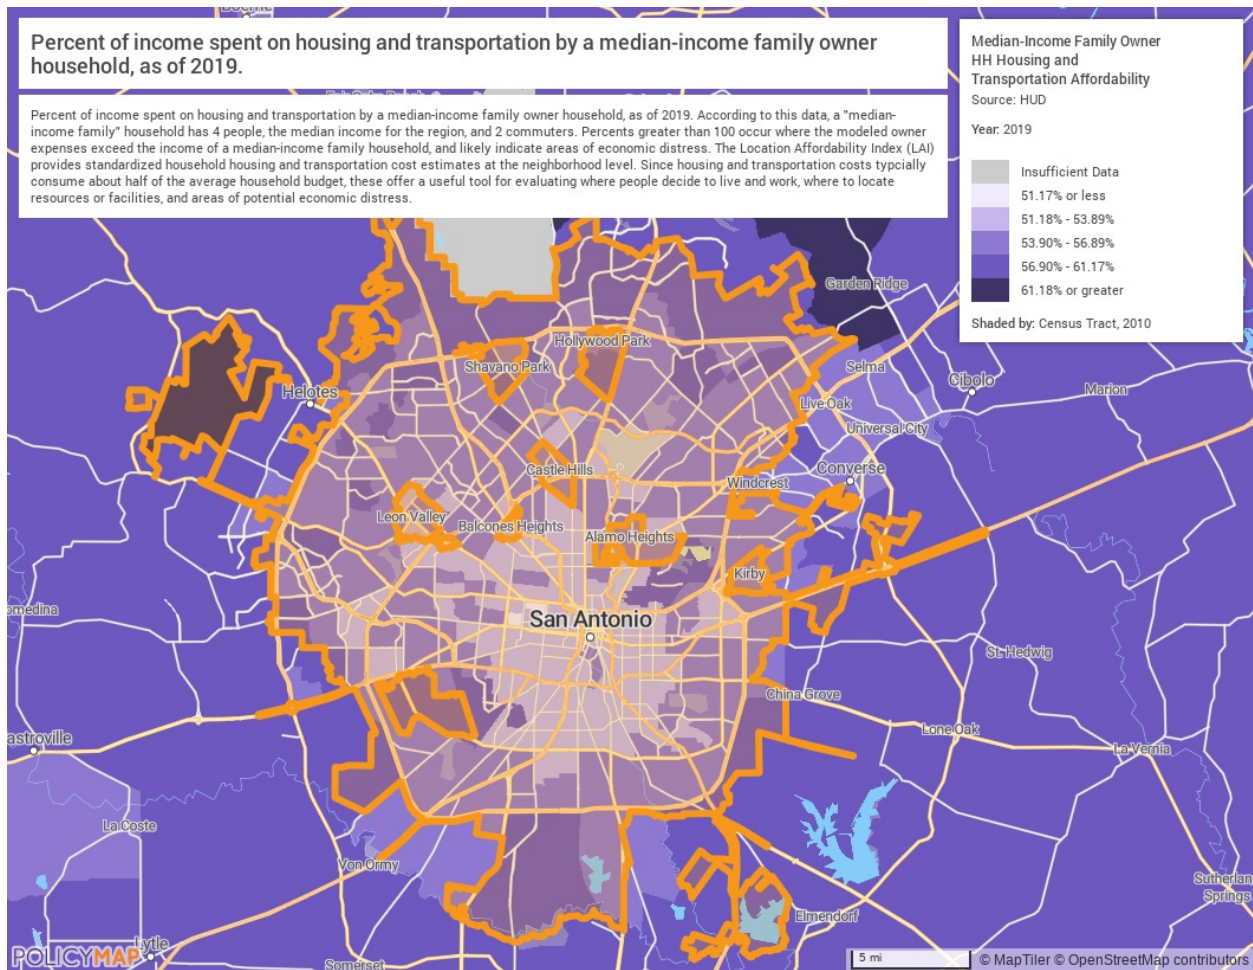 Boerne
Percent of income spent on housing and transportation by a median-income family owner
household, as of 2019.
Percent of income spent on housing and transportation by a median-income family owner household, as of 2019. According to this data, a "median-
income family" household has 4 people, the median income for the region, and 2 commuters. Percents greater than 100 occur where the modeled owner
expenses exceed the income of a median-income family household, and likely indicate areas of economic distress. The Location Affordability Index (LAI)
provides standardized household housing and transportation cost estimates at the neighborhood level. Since housing and transportation costs typcially
consume about half of the average household budget, these offer a useful tool for evaluating where people decide to live and work, where to locate
resources or facilities, and areas of potential economic distress.
Median-Income Family Owner
HH Housing and
Transportation Affordability
Source: HUD
Year: 2019
Insufficient Data
51.17% or less
51.18% - 53.89%
53.90% - 56.89%
56.90% - 61.17%
61.18% or greater
Shaded by: Census Tract, 2010
Garden Ridge
Hollywood Park
Shavano Park
Selma
Cibolo
Helotes
Marion
Live Oak
Universal City
Castle Hills
Converse
Windcrest
Leon Valley
Balcones Heights
Alamo Heights
Kirby
omedina
San Antonio
St. Hedwig
China Grove
Lone Oak
astroville
La Vernia
La Coste
Von Ormy
Sutherlan
Springs
Elmendorf
Lytle
POLICYMAP
Somerset
5 mi
© MapTiler © OpenStreetMap contributors